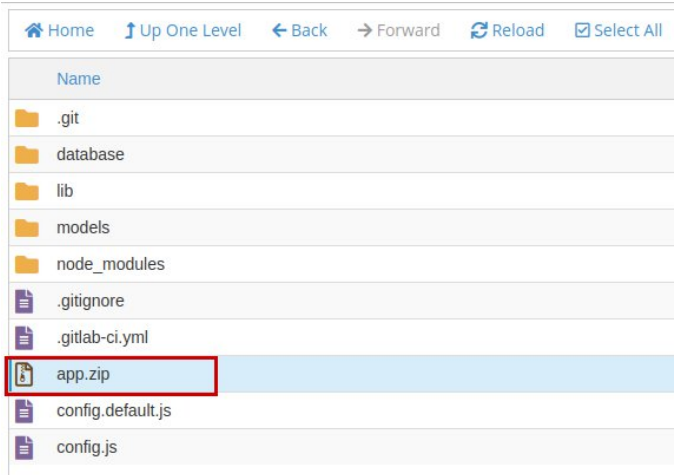 Home Up One Level Back Forward Reload Select All
Name
.git
database
lib
models
node_modules
.gitignore
.gitlab-ci.yml
app.zip
config.default.js
config.js